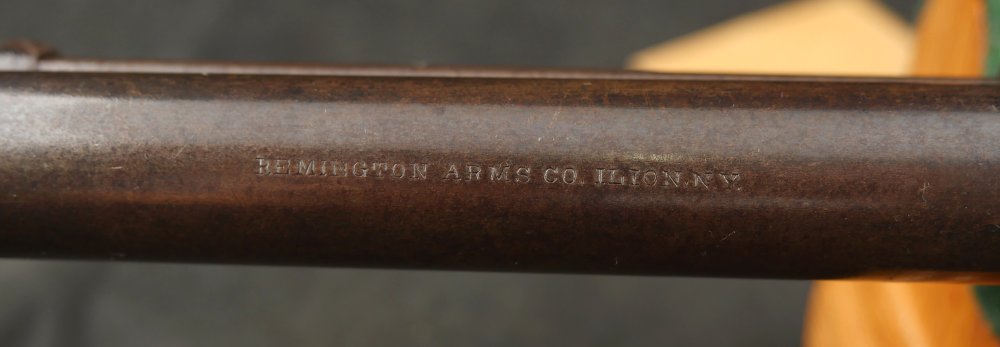 REMINGTON ARMS CO. ILION. N.Y.